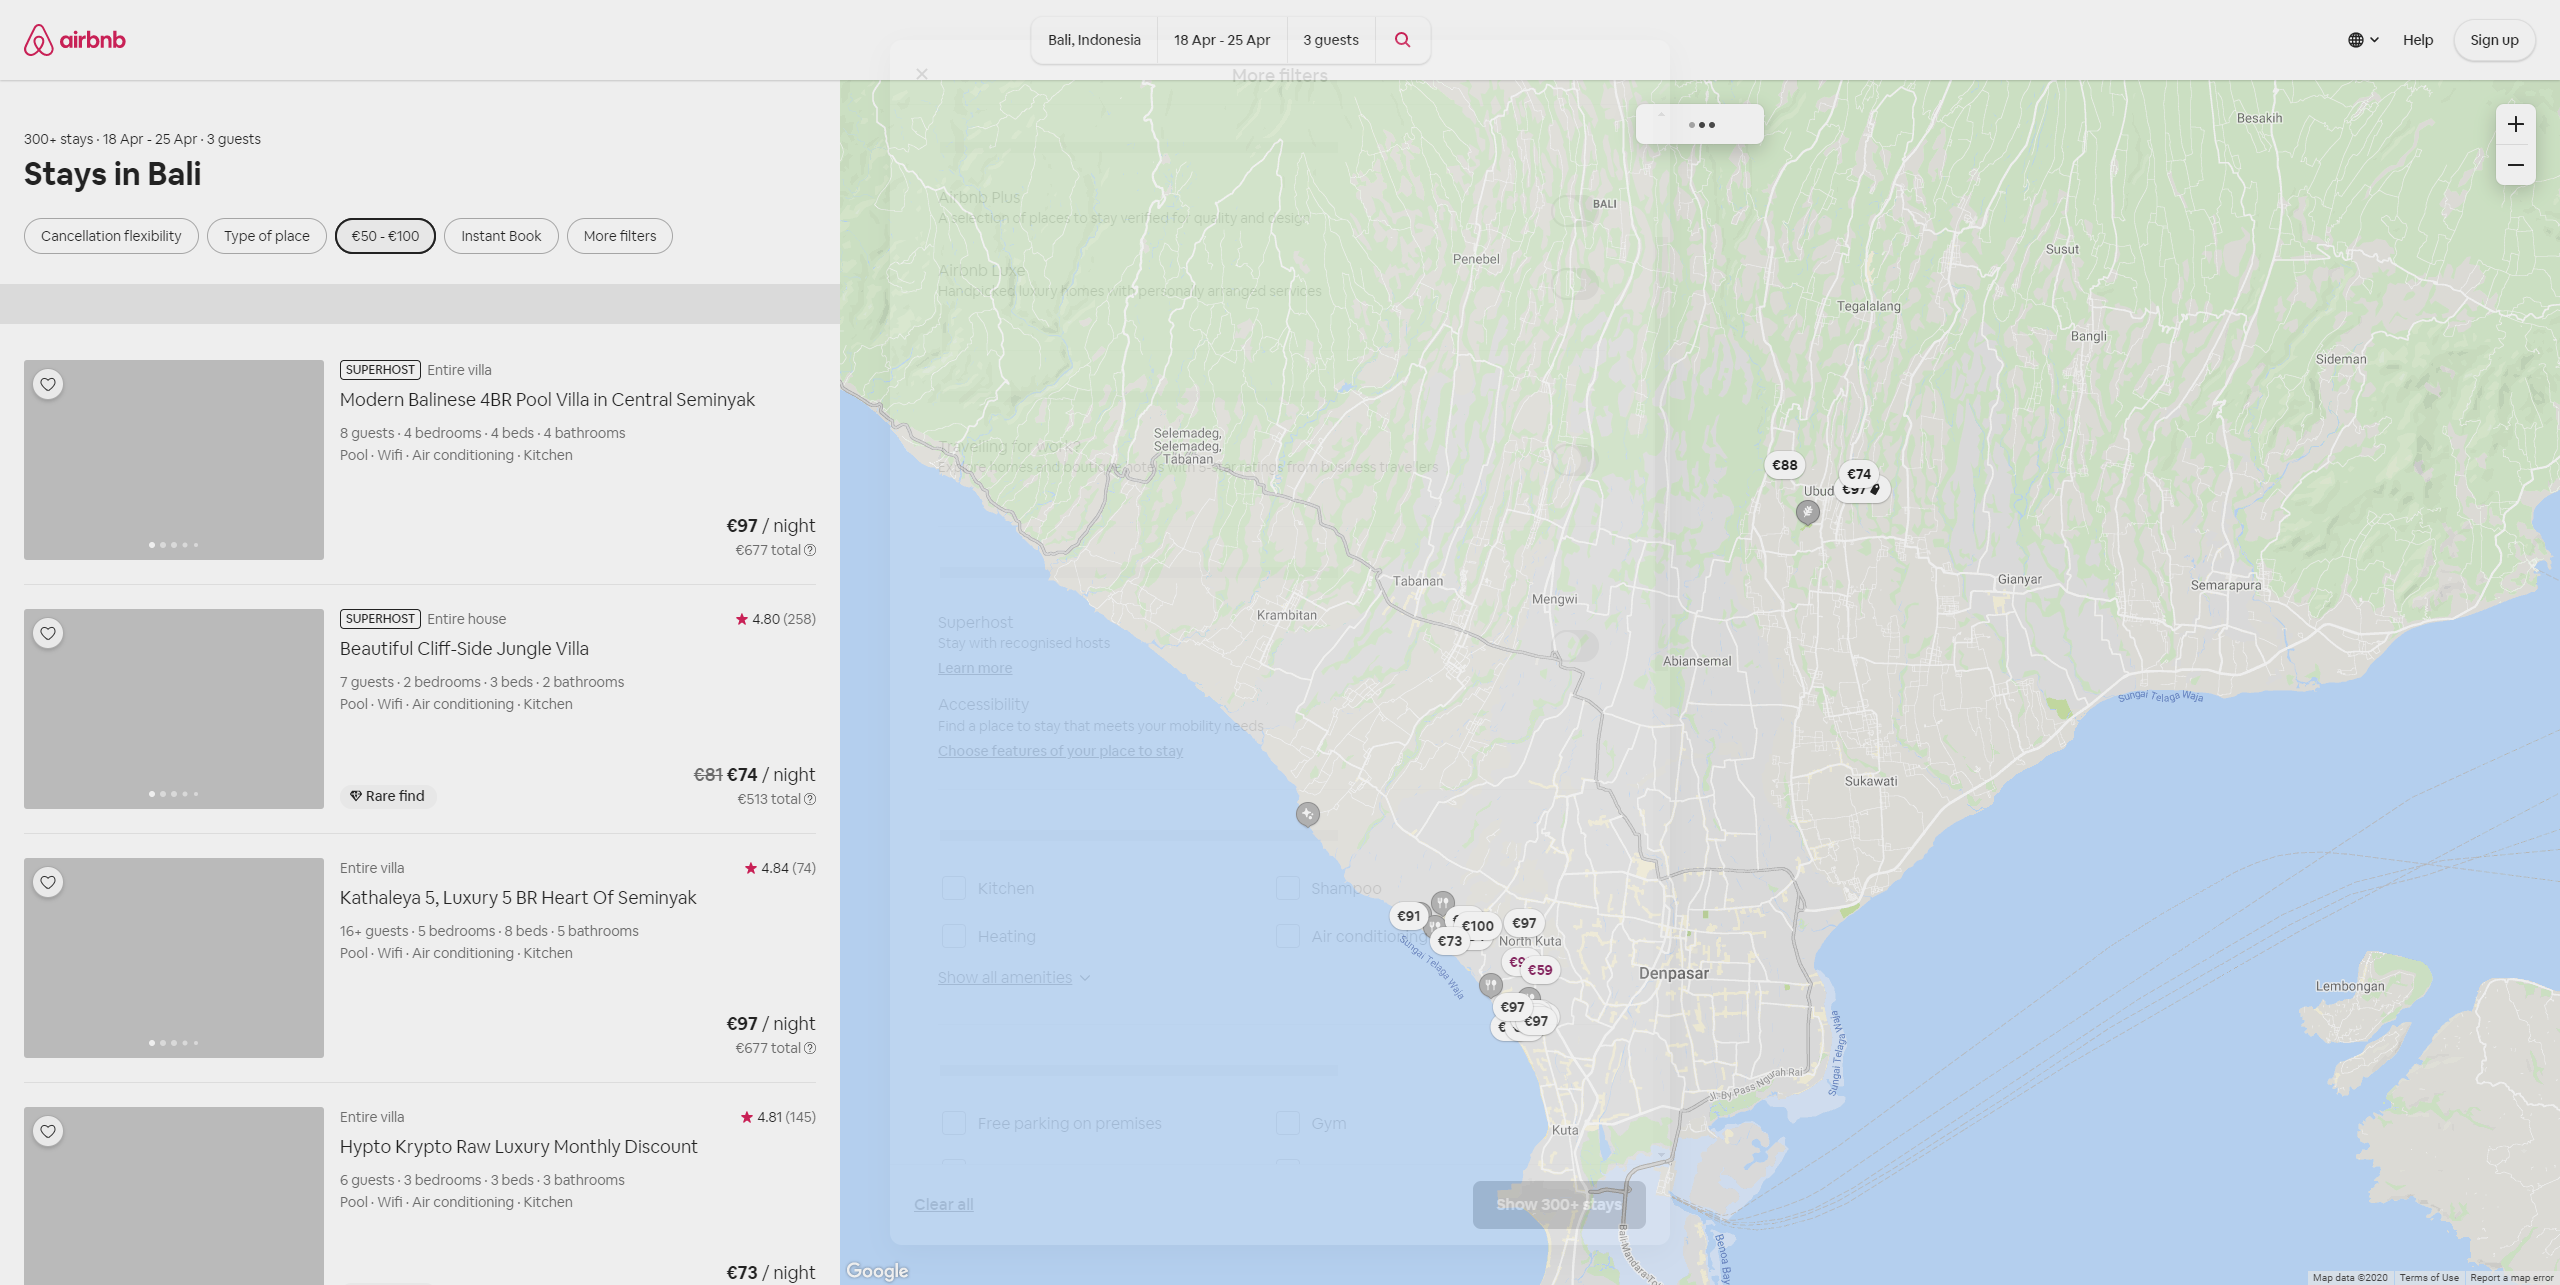 airbnb
Bali, Indonesia
18 Apr - 25 Apr
3 guests
Help
Sign up
300+ stays · 18 Apr - 25 Apr · 3 guests
Stays in Bali
Cancellation flexibility
Type of place
€50 - €100
Instant Book
More filters
SUPERHOST Entire villa
Modern Balinese 4BR Pool Villa in Central Seminyak
8 guests · 4 bedrooms · 4 beds · 4 bathrooms
Pool · Wifi · Air conditioning · Kitchen
€97 / night
€677 total
SUPERHOST Entire house
4.80 (258)
Beautiful Cliff-Side Jungle Villa
7 guests · 2 bedrooms · 3 beds · 2 bathrooms
Pool · Wifi · Air conditioning · Kitchen
€81 €74 / night
Rare find
€513 total
Entire villa
4.84 (74)
Kathaleya 5, Luxury 5 BR Heart Of Seminyak
16+ guests · 5 bedrooms · 8 beds · 5 bathrooms
Pool · Wifi · Air conditioning · Kitchen
€97 / night
€677 total
Entire villa
4.81 (145)
Hypto Krypto Raw Luxury Monthly Discount
6 guests · 3 bedrooms · 3 beds · 3 bathrooms
Pool · Wifi · Air conditioning · Kitchen
€73 / night
More filters
Airbnb Plus
A selection of places to stay verified for quality and design
Airbnb Luxe
Handpicked luxury homes with personally arranged services
Travelling for work?
Explore homes and boutique hotels with 5-star ratings from business travellers
Superhost
Stay with recognised hosts
Learn more
Accessibility
Find a place to stay that meets your mobility needs
Choose features of your place to stay
Kitchen
Shampoo
Heating
Air conditioning
Show all amenities
Free parking on premises
Gym
Clear all
Show 300+ stays
Besakih
BALI
Susut
Penebel
Tegalalang
Bangli
Sideman
Selemadeg,
Selemadeg,
Tabanan
€88
€74
€97
Ubud
Tabanan
Mengwi
Gianyar
Semarapura
Krambitan
Abiansemal
Sungai Telaga Waja
Sukawati
€91
€100
€97
€73
North Kuta
€59
Sungai Telaga Waja
Denpasar
Lembongan
€97
€97
Sungai Telaga Waja
Jl. By Pass Ngurah Rai
Kuta
Google
Map data ©2020
Terms of Use
Report a map error